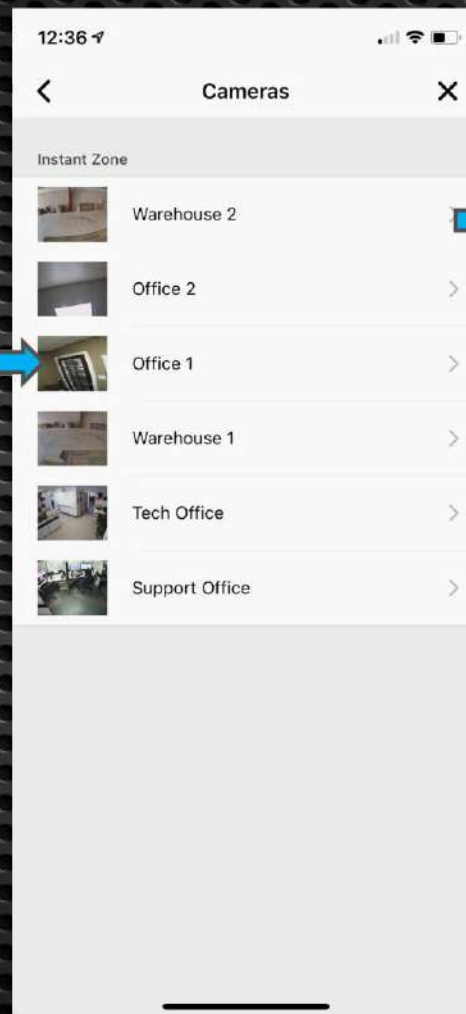 12:36
Cameras
Instant Zone
Warehouse 2
Office 2
Office 1
Warehouse 1
Tech Office
Support Office